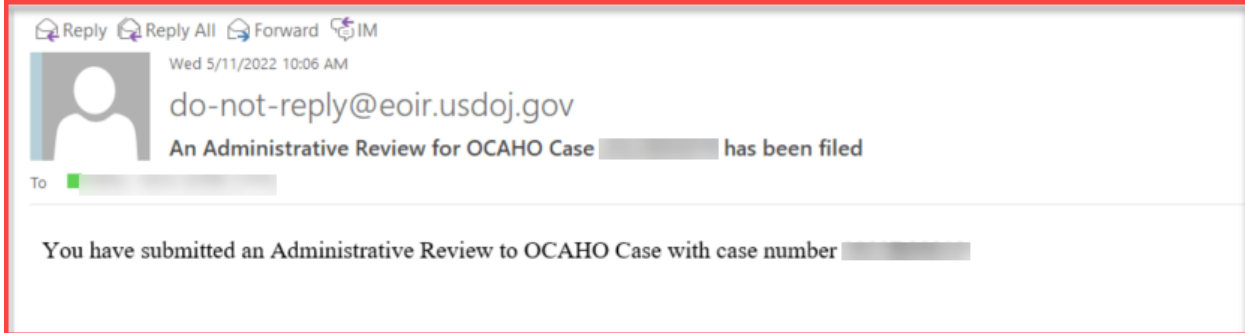 Reply Reply All Forward IM
Wed 5/11/2022 10:06 AM
do-not-reply@eoir.usdoj.gov
An Administrative Review for OCAHO Case has been filed
To
You have submitted an Administrative Review to OCAHO Case with case number